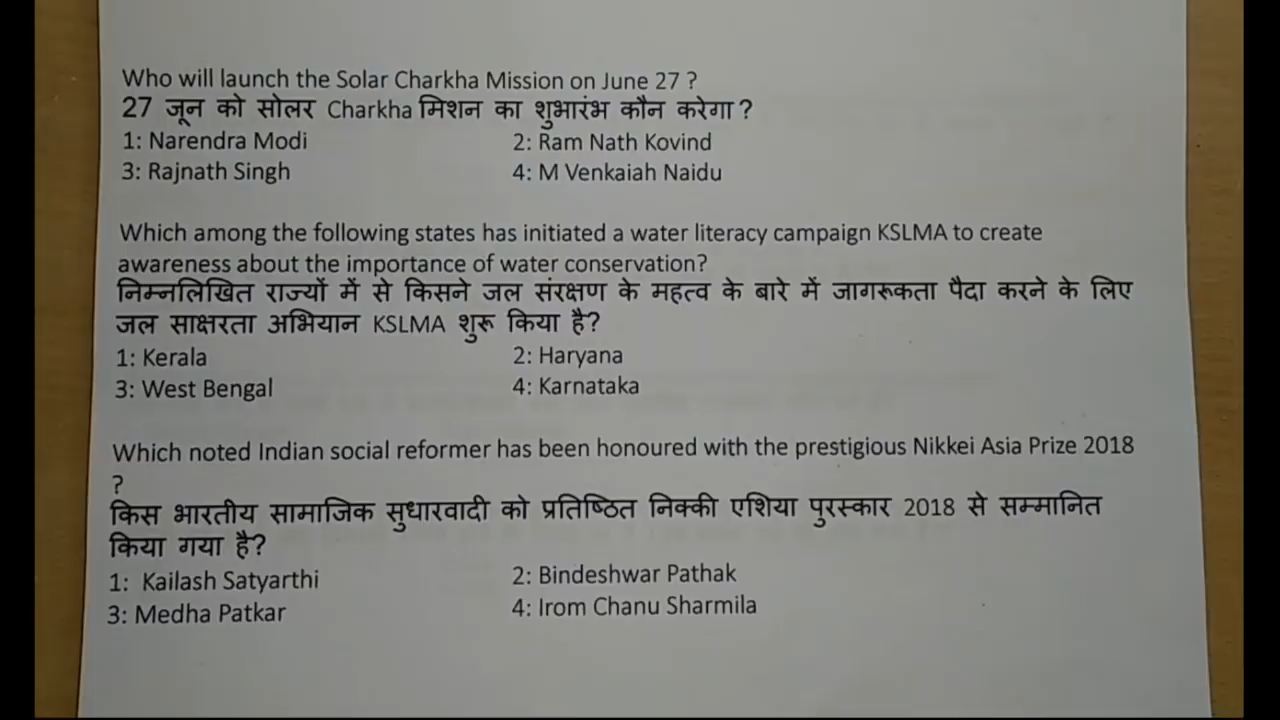 Who will launch the Solar Charkha Mission on June 27 ?
27 जून को सोलर Charkha मिशन का शुभारंभ कौन करेगा ?
1: Narendra Modi 2: Ram Nath Kovind
3: Rajnath Singh 4: M Venkaiah Naidu
Which among the following states has initiated a water literacy campaign KSLMA to create
awareness about the importance of water conservation?
निम्नलिखित राज्यों में से किसने जल संरक्षण के महत्व के बारे में जागरूकता पैदा करने के लिए
जल साक्षरता अभियान KSLMA शुरू किया है?
1: Kerala 2: Haryana
3: West Bengal 4: Karnataka
Which noted Indian social reformer has been honoured with the prestigious Nikkei Asia Prize 2018
?
किस भारतीय सामाजिक सुधारवादी को प्रतिष्ठित निक्की एशिया पुरस्कार 2018 से सम्मानित
किया गया है?
1: Kailash Satyarthi 2: Bindeshwar Pathak
3: Medha Patkar 4: Irom Chanu Sharmila